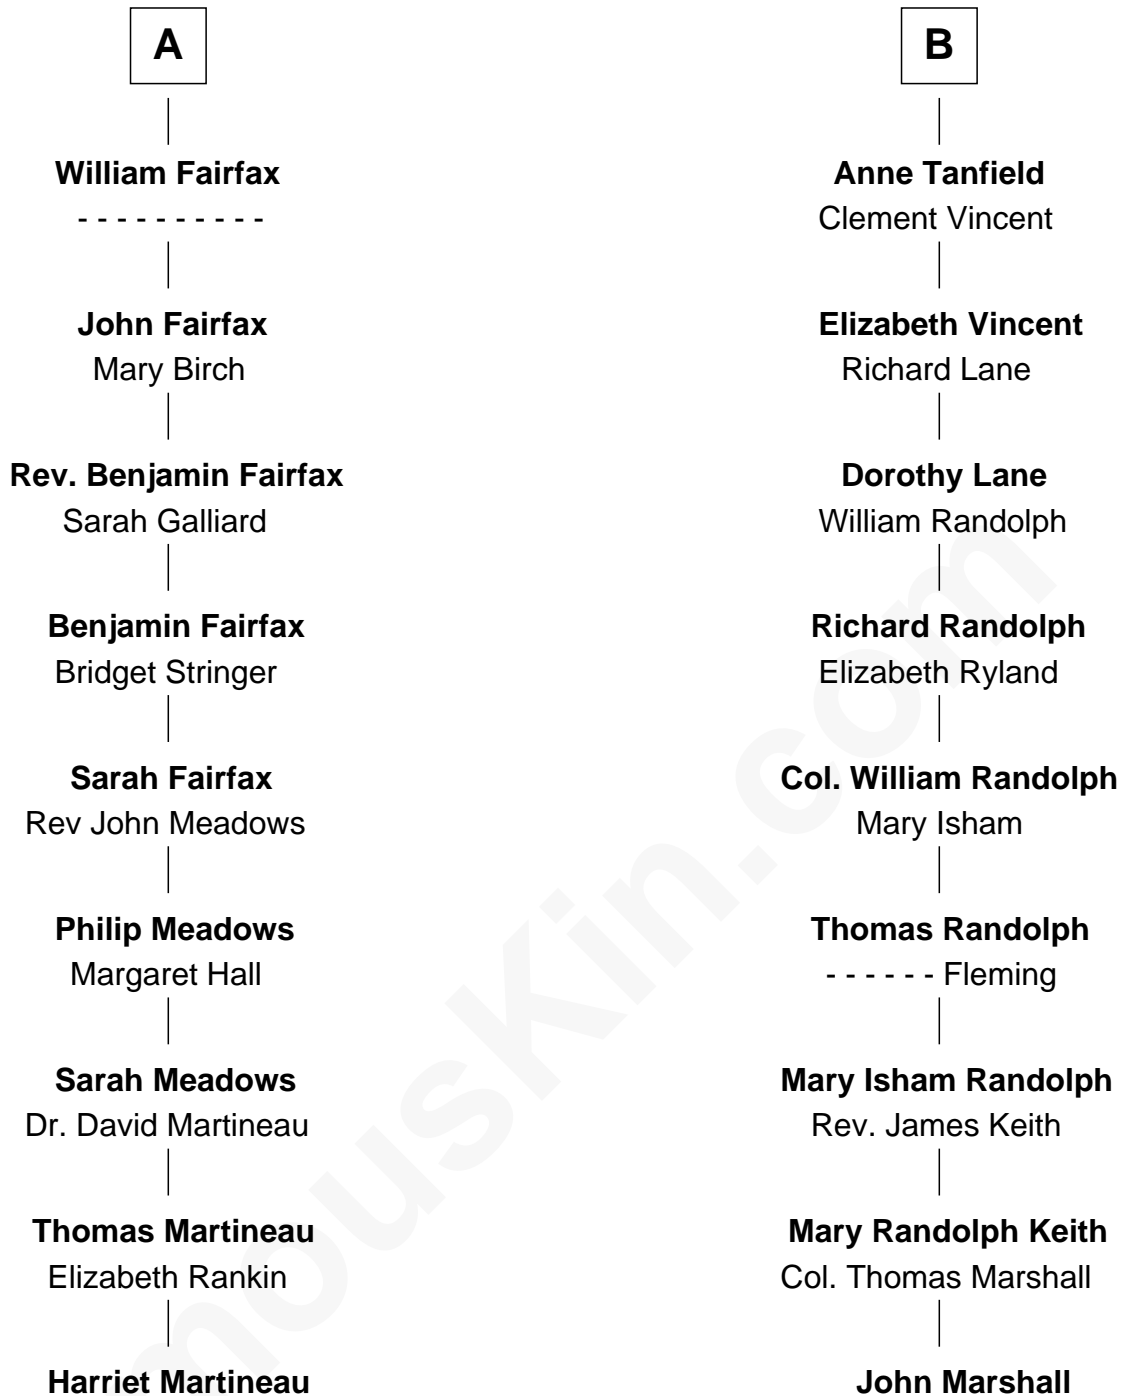 A
William Fairfax
- - - - - - - - - -
John Fairfax
Mary Birch
Rev. Benjamin Fairfax
Sarah Galliard
Benjamin Fairfax
Bridget Stringer
Sarah Fairfax
Rev John Meadows
Philip Meadows
Margaret Hall
Sarah Meadows
Dr. David Martineau
Thomas Martineau
Elizabeth Rankin
Harriet Martineau
B
Anne Tanfield
Clement Vincent
Elizabeth Vincent
Richard Lane
Dorothy Lane
William Randolph
Richard Randolph
Elizabeth Ryland
Col. William Randolph
Mary Isham
Thomas Randolph
- - - - - - Fleming
Mary Isham Randolph
Rev. James Keith
Mary Randolph Keith
Col. Thomas Marshall
John Marshall
mousKin.com